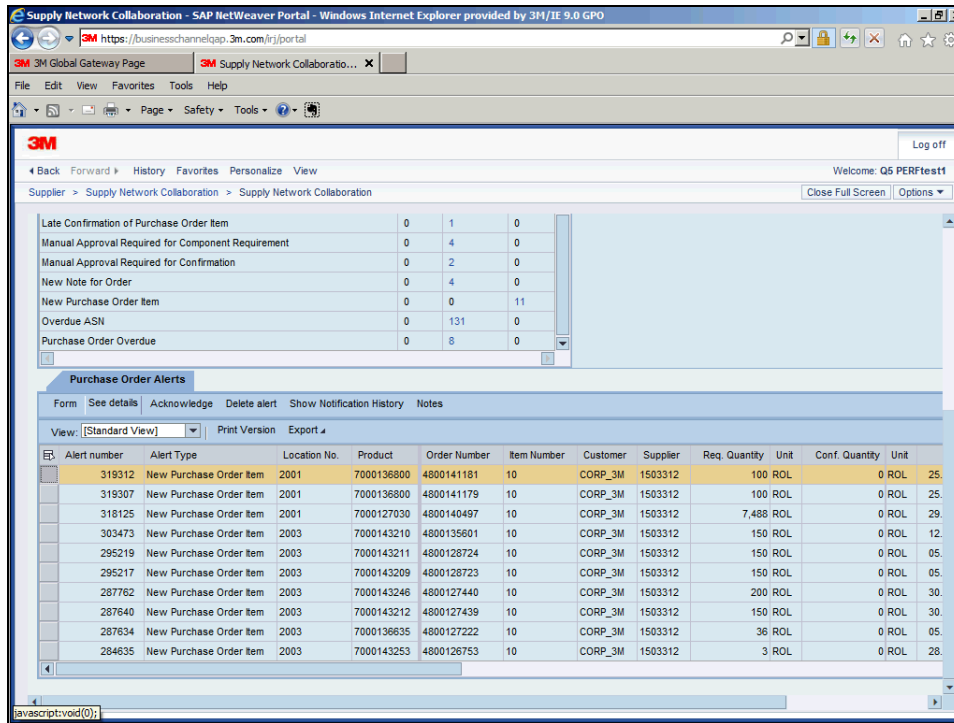 Supply Network Collaboration - SAP NetWeaver Portal - Windows Internet Explorer provided by 3M/IE 9.0 GPO
3M https://businesschannelqap.3m.com/irj/portal
3M 3M Global Gateway Page 3M Supply Network Collaboratio... X
File Edit View Favorites Tools Help
Page Safety Tools
3M Log off
Back Forward History Favorites Personalize View Welcome: Q5 PERFtest1
Supplier > Supply Network Collaboration > Supply Network Collaboration Close Full Screen Options
Late Confirmation of Purchase Order Item 0 1 0
Manual Approval Required for Component Requirement 0 4 0
Manual Approval Required for Confirmation 0 2 0
New Note for Order 0 4 0
New Purchase Order Item 0 0 11
Overdue ASN 0 131 0
Purchase Order Overdue 0 8 0
Purchase Order Alerts
Form See details Acknowledge Delete alert Show Notification History Notes
View: [Standard View] Print Version Export
Alert number Alert Type Location No. Product Order Number Item Number Customer Supplier Req. Quantity Unit Conf. Quantity Unit
319312 New Purchase Order Item 2001 7000136800 4800141181 10 CORP_3M 1503312 100 ROL 0 ROL 25.
319307 New Purchase Order Item 2001 7000136800 4800141179 10 CORP_3M 1503312 100 ROL 0 ROL 25.
318125 New Purchase Order Item 2001 7000127030 4800140497 10 CORP_3M 1503312 7,488 ROL 0 ROL 29.
303473 New Purchase Order Item 2003 7000143210 4800135601 10 CORP_3M 1503312 150 ROL 0 ROL 12.
295219 New Purchase Order Item 2003 7000143211 4800128724 10 CORP_3M 1503312 150 ROL 0 ROL 05.
295217 New Purchase Order Item 2003 7000143209 4800128723 10 CORP_3M 1503312 150 ROL 0 ROL 05.
287762 New Purchase Order Item 2003 7000143246 4800127440 10 CORP_3M 1503312 200 ROL 0 ROL 30.
287640 New Purchase Order Item 2003 7000143212 4800127439 10 CORP_3M 1503312 150 ROL 0 ROL 30.
287634 New Purchase Order Item 2003 7000136635 4800127222 10 CORP_3M 1503312 36 ROL 0 ROL 05.
284635 New Purchase Order Item 2003 7000143253 4800126753 10 CORP_3M 1503312 3 ROL 0 ROL 28.
javascript:void(0);